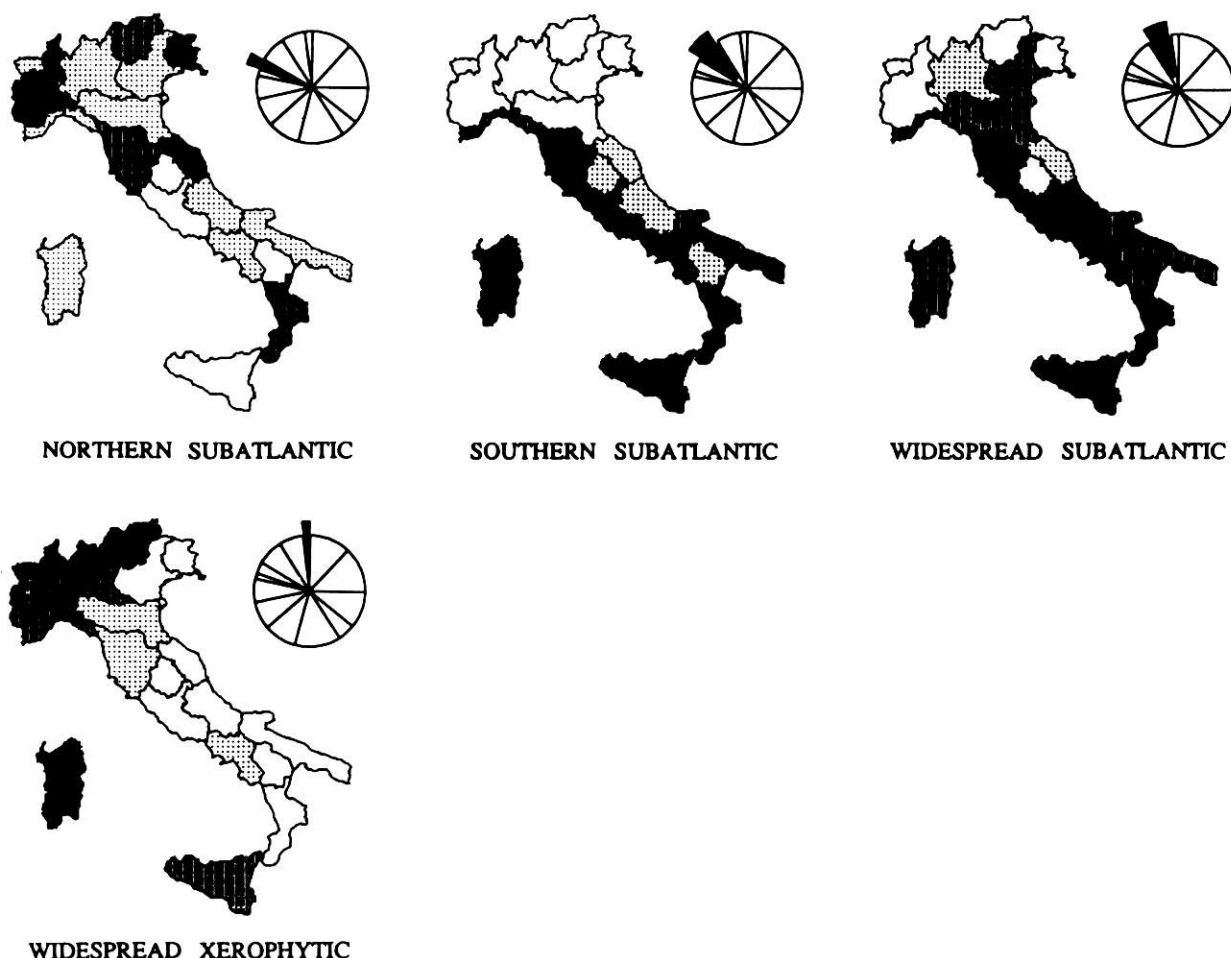 NORTHERN SUBATLANTIC
SOUTHERN SUBATLANTIC
WIDESPREAD SUBATLANTIC
WIDESPREAD XEROPHYTIC